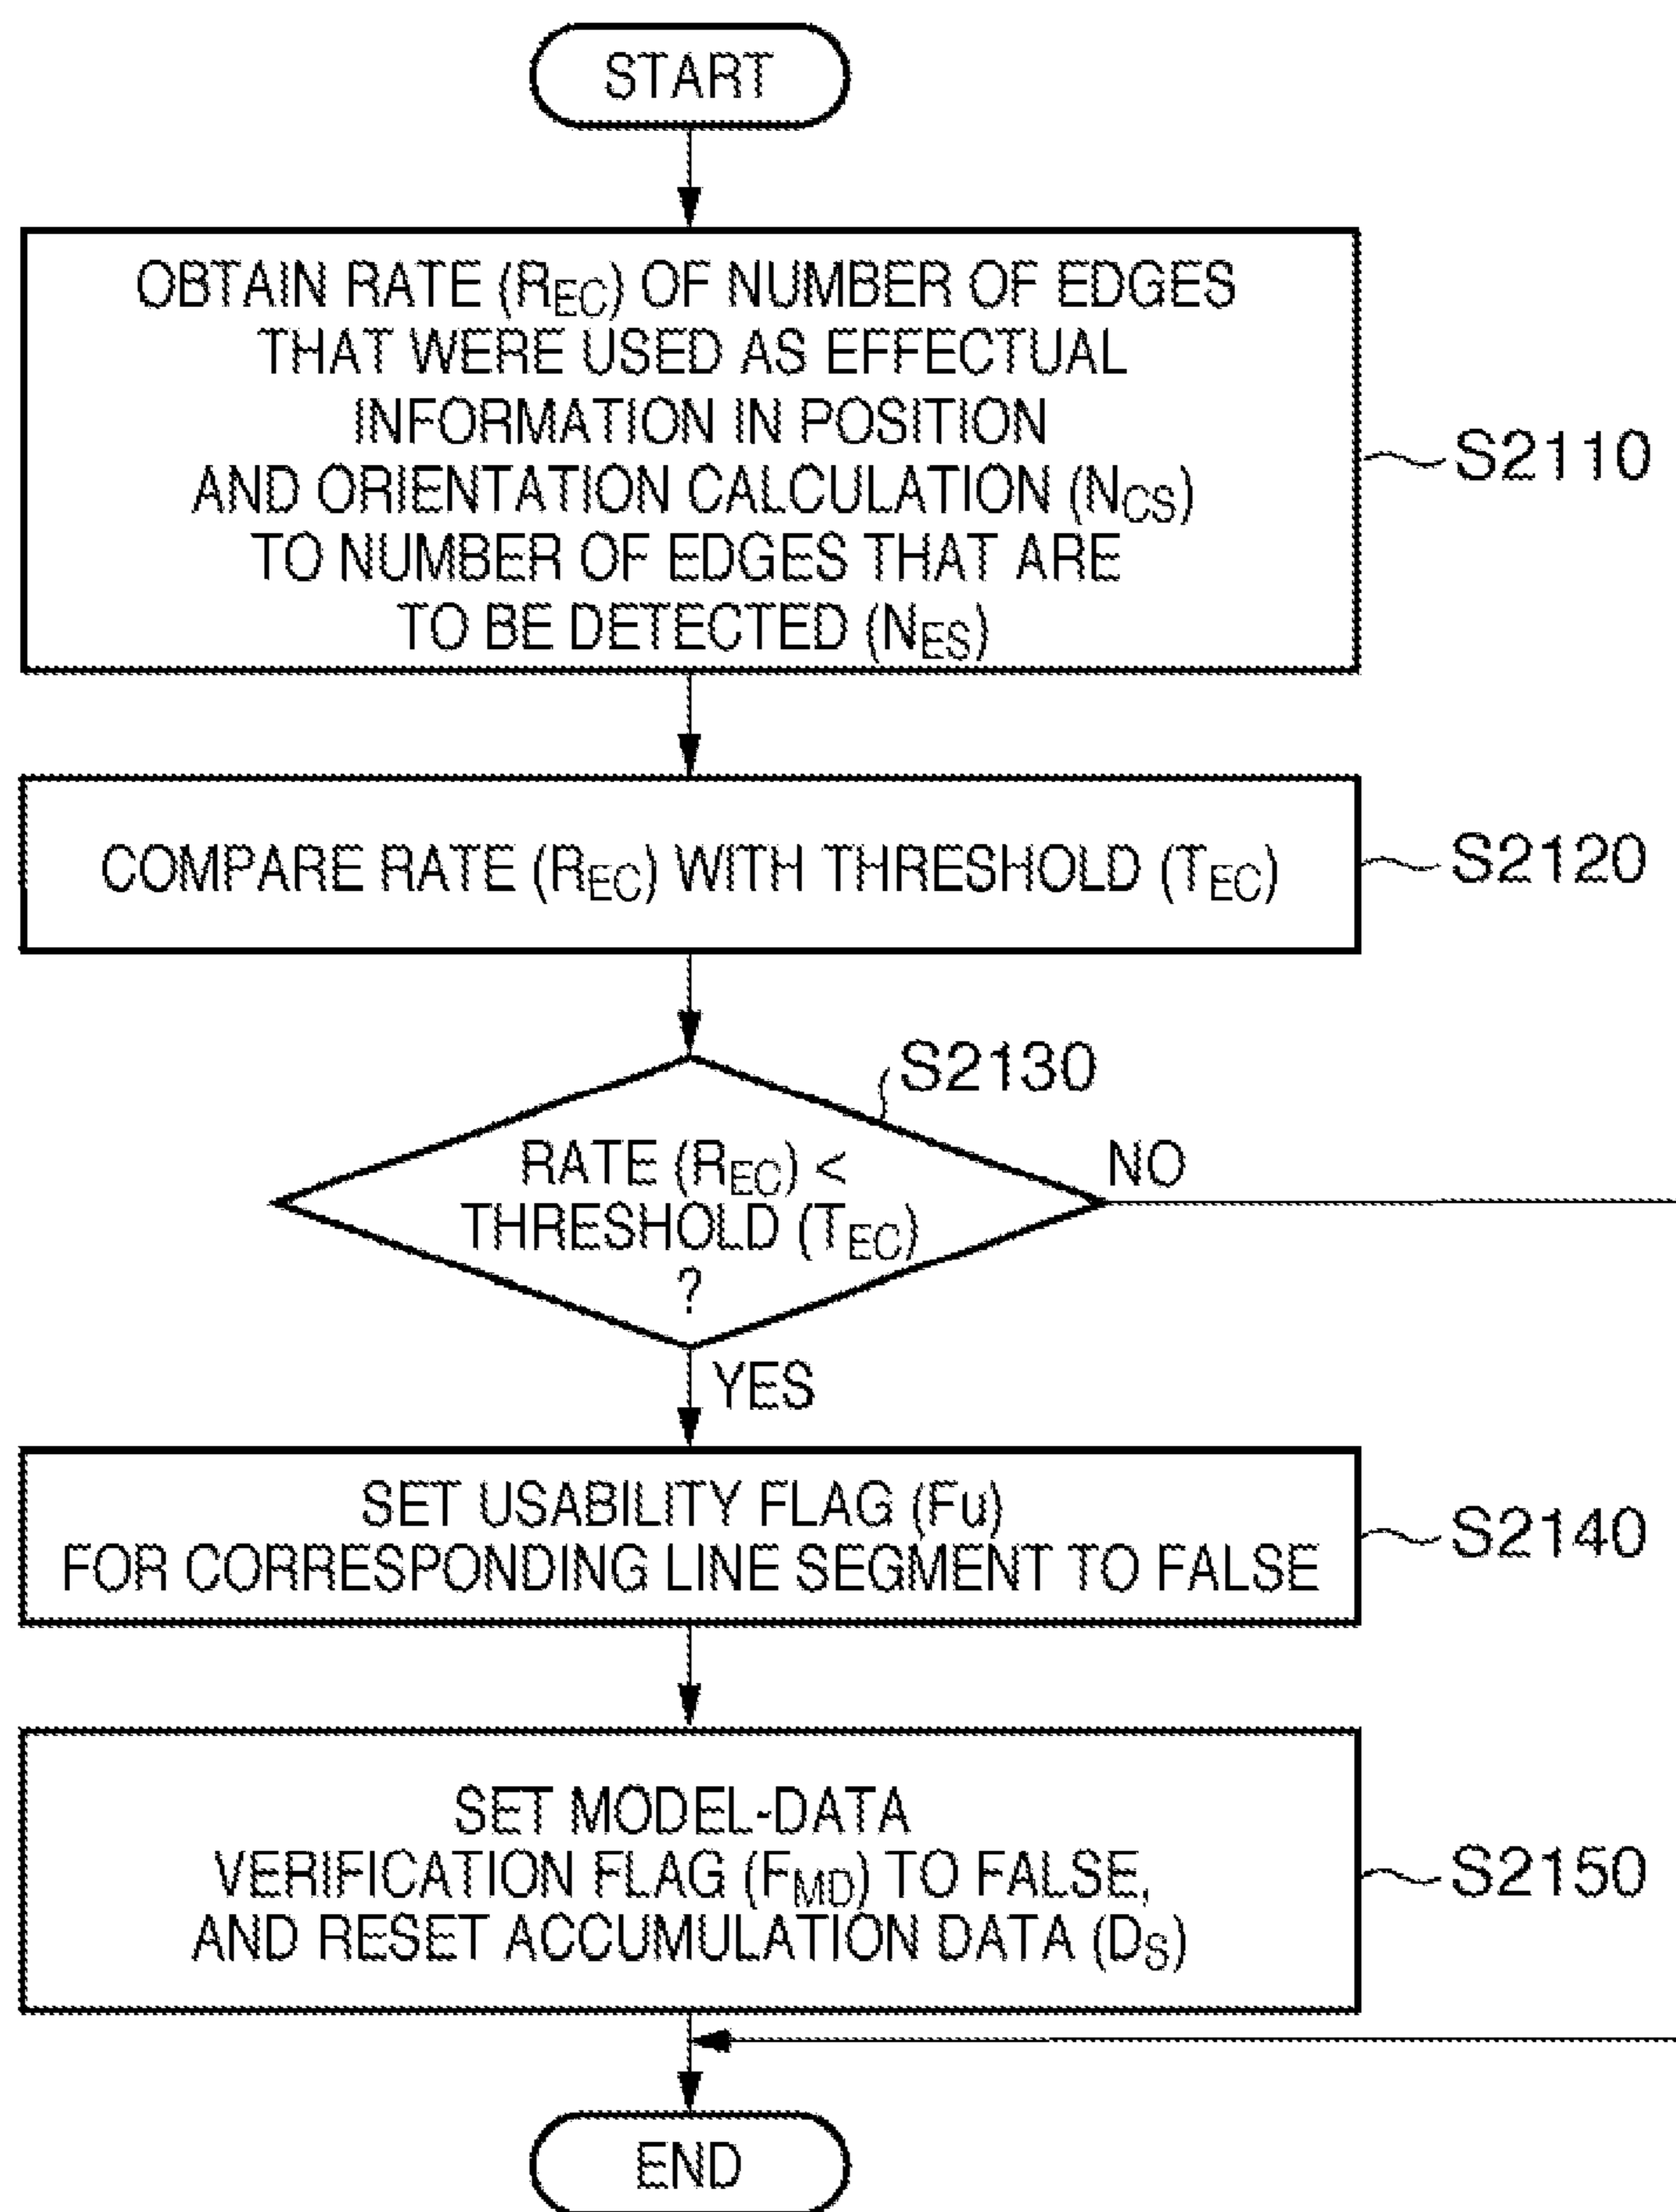 START
OBTAIN RATE (REC) OF NUMBER OF EDGES
THAT WERE USED AS EFFECTUAL
INFORMATION IN POSITION
AND ORIENTATION CALCULATION (NCS)
TO NUMBER OF EDGES THAT ARE
TO BE DETECTED (NES)
S2110
COMPARE RATE (REC) WITH THRESHOLD (TEC)
S2120
S2130
RATE (REC) <
THRESHOLD (TEC)
?
NO
YES
SET USABILITY FLAG (Fu)
FOR CORRESPONDING LINE SEGMENT TO FALSE
S2140
SET MODEL-DATA
VERIFICATION FLAG (FMD) TO FALSE,
AND RESET ACCUMULATION DATA (DS)
S2150
END